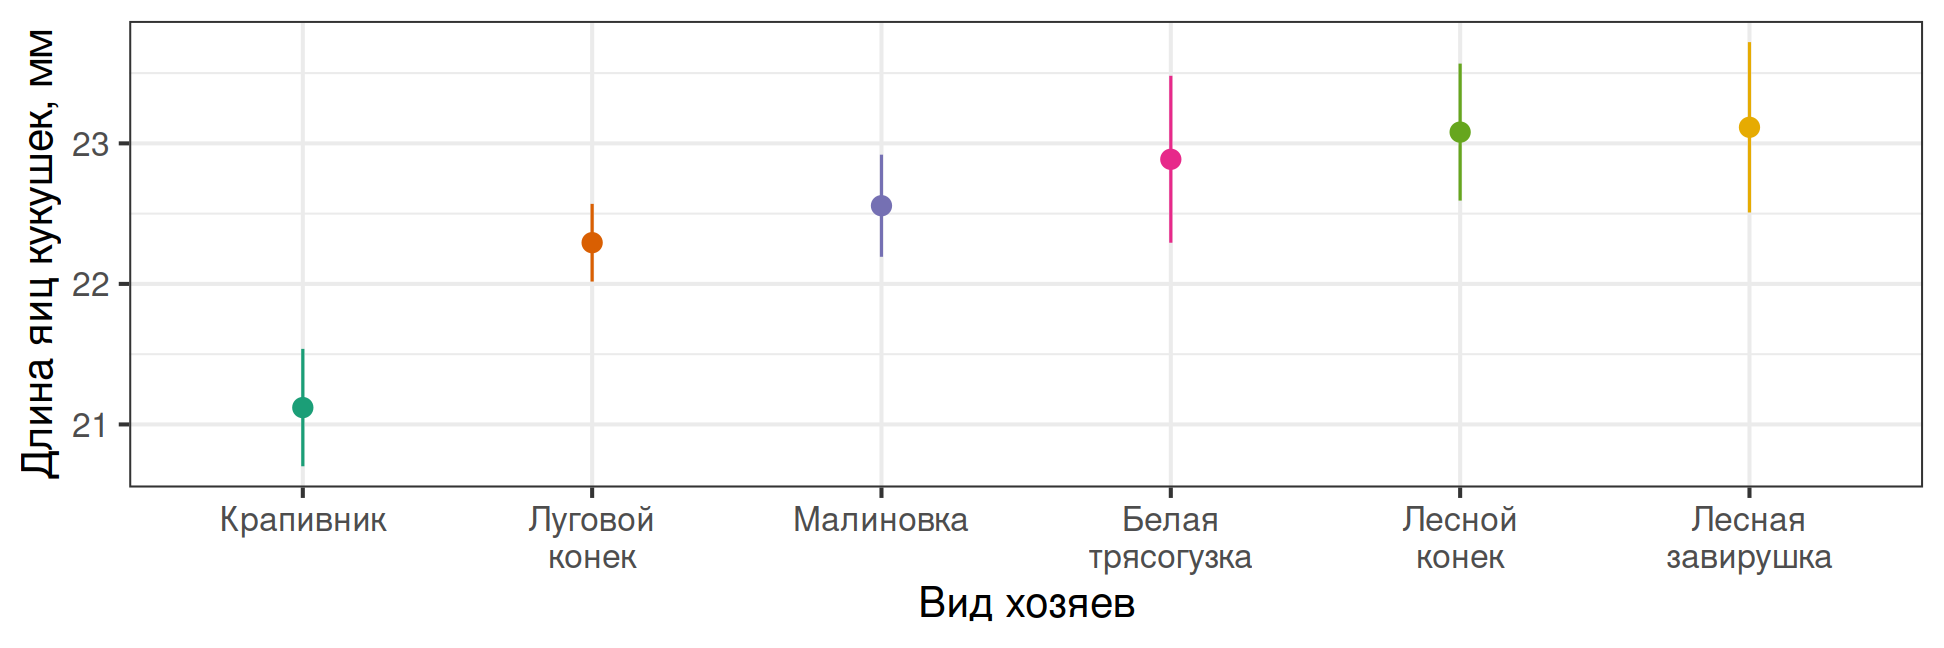 Длина яиц кукушек, мм
23
22
21
Крапивник
Луговой
конек
Малиновка
Белая
трясогузка
Лесной
конек
Лесная
завирушка
Вид хозяев